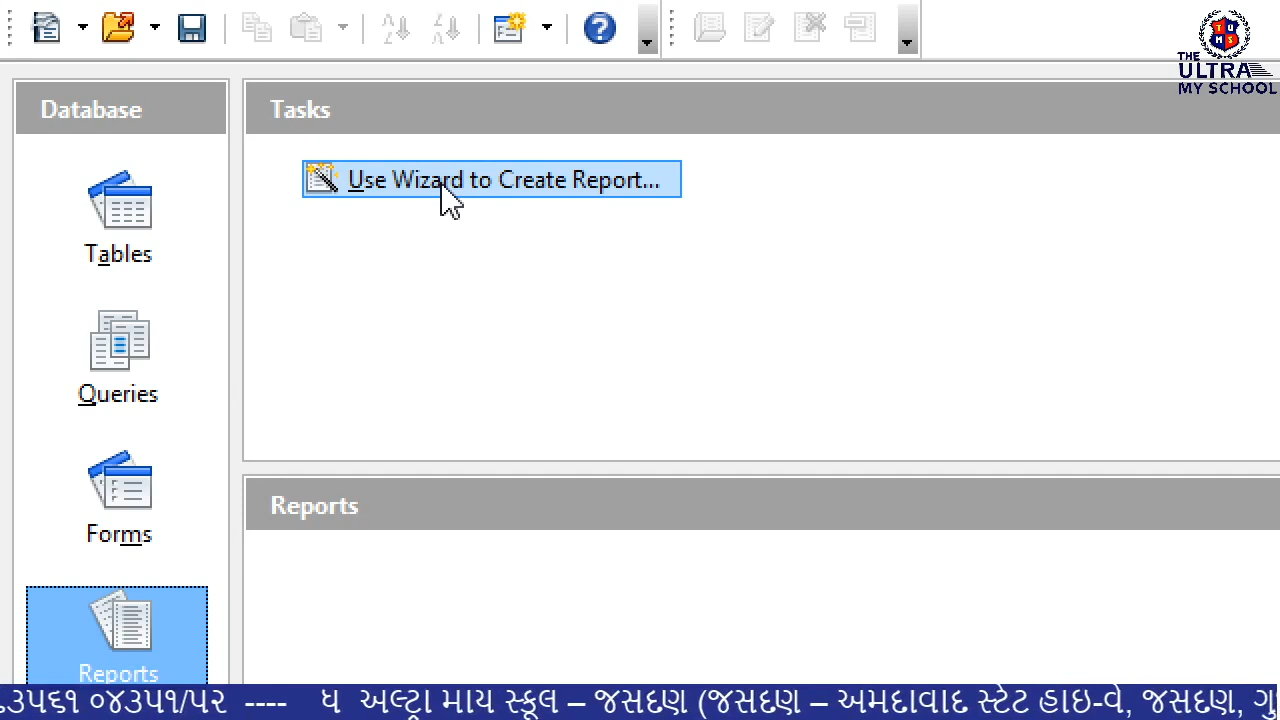 THE
ULTRA
MY SCHOOL
Database
Tasks
Use Wizard to Create Report...
Tables
Queries
Forms
Reports
Reports
૩૫૬૧ ૦૪૩૫૧/૫૨ ---- ધ અલ્ટ્રા માય સ્કૂલ – જસદણ (જસદણ – અમદાવાદ સ્ટેટ હાઇ-વે, જસદણ, ગુ